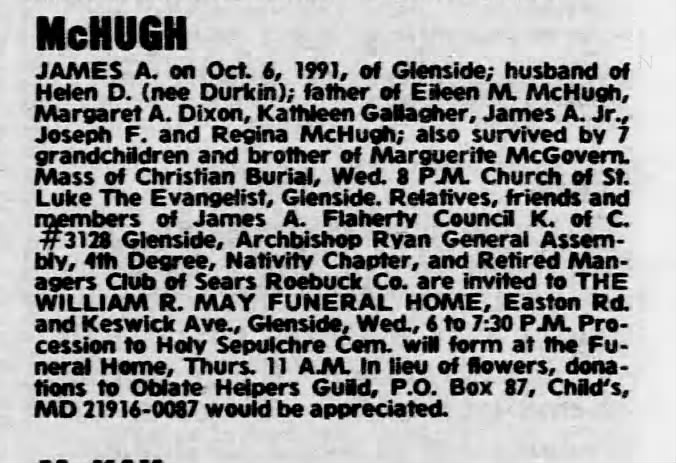 McHUGH
JAMES A. on Oct. 6, 1991, of Glenside; husband of
Helen D. (nee Durkin); father of Eileen M. McHugh,
Margaret A. Dixon, Kathleen Gallagher, James A. Jr.,
Joseph F. and Regina McHugh; also survived by 7
grandchildren and brother of Marguerite McGovern.
Mass of Christian Burial, Wed. 8 P.M. Church of St.
Luke The Evangelist, Glenside. Relatives, friends and
members of James A. Flaherty Council K. of C.
#3128 Glenside, Archbishop Ryan General Assem-
bly, 4th Degree, Nativity Chapter, and Retired Man-
agers Club of Sears Roebuck Co. are invited to THE
WILLIAM R. MAY FUNERAL HOME, Easton Rd.
and Keswick Ave., Glenside, Wed., 6 to 7:30 P.M. Pro-
cession to Holy Sepulchre Cem. will form at the Fu-
neral Home, Thurs. 11 A.M. In lieu of flowers, dona-
tions to Oblate Helpers Guild, P.O. Box 87, Child's,
MD 21916-0087 would be appreciated.